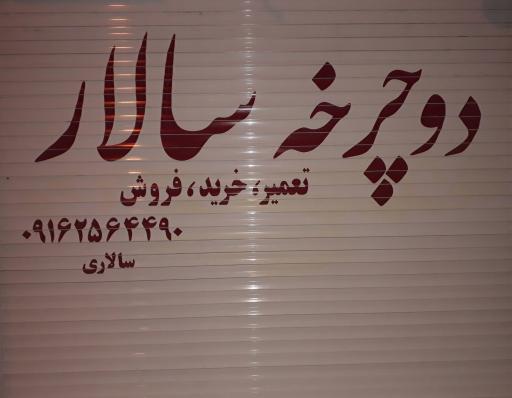 دوچرخه سالار
تعمیر، خرید، فروش
۰۹۱۶۲۵۶۴۴۹۰
سالاری